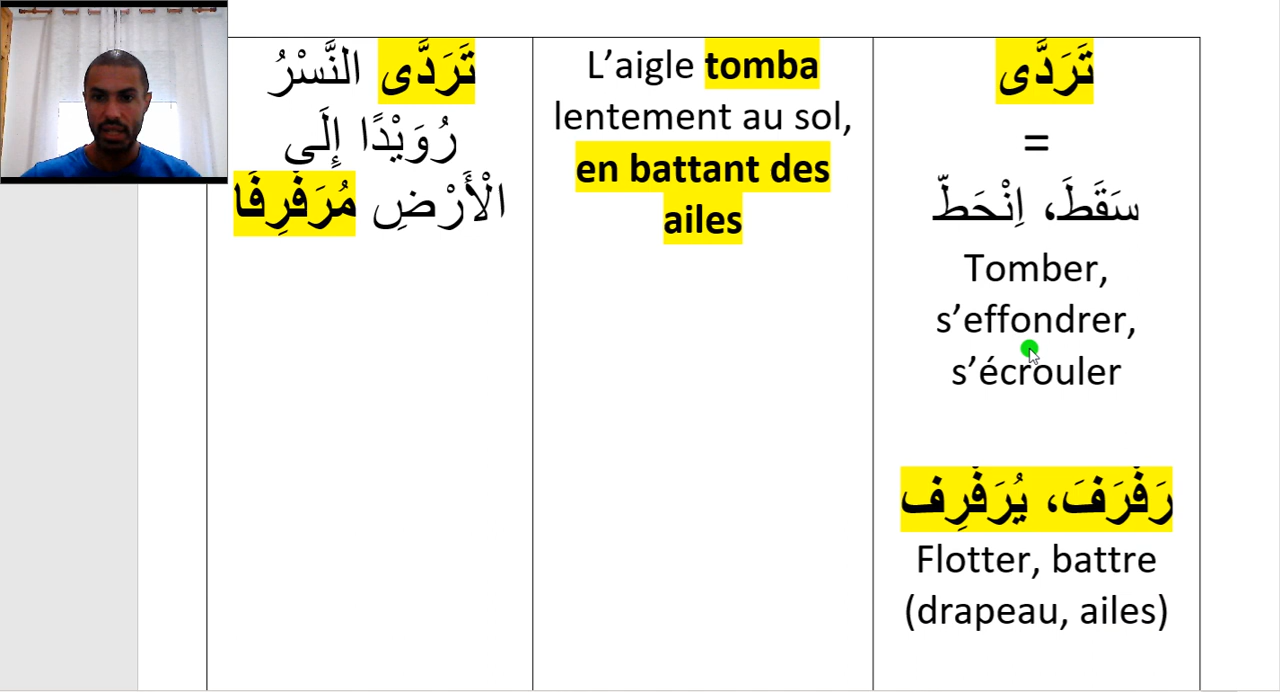 تَرَدَّى النَّسْرُ
رُوَيْدًا إِلَى
الْأَرْضِ مُرَفْرِفًا
L’aigle tomba
lentement au sol,
en battant des
ailes
تَرَدَّى
=
سَقَطَ، اِنْحَطّ
Tomber,
s’effondrer,
s’écrouler
رَفْرَفَ، يُرَفْرِف
Flotter, battre
(drapeau, ailes)